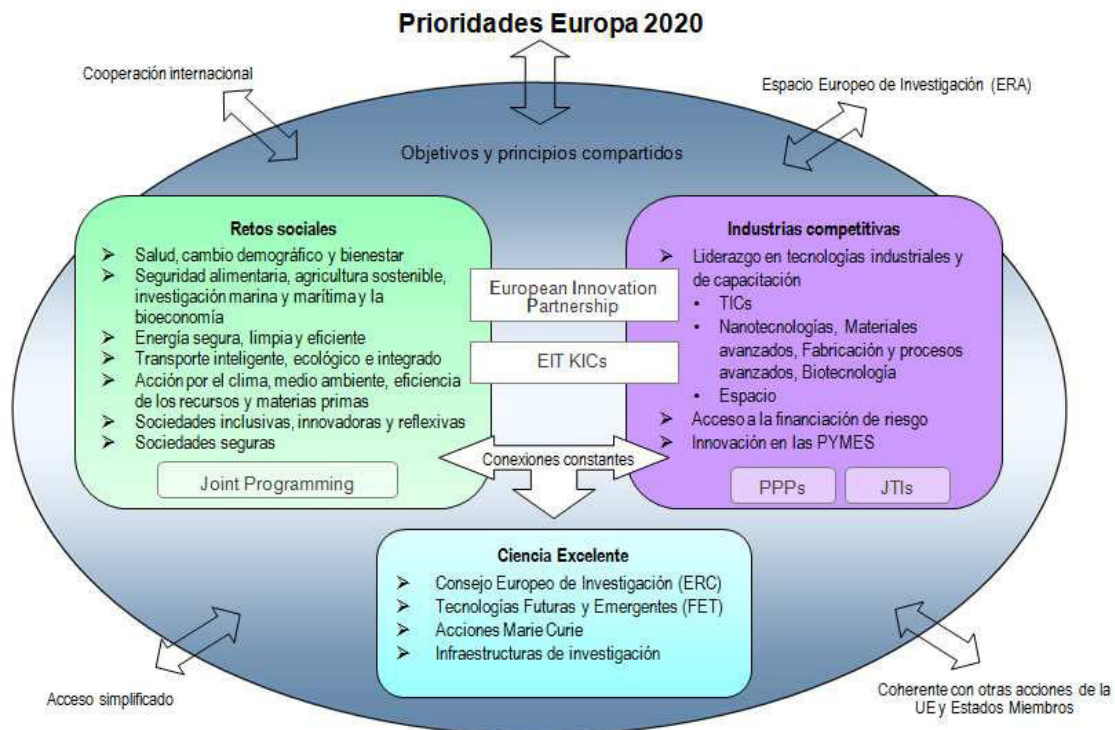 Prioridades Europa 2020
Cooperación internacional
Espacio Europeo de Investigación (ERA)
Objetivos y principios compartidos
Retos sociales
➢ Salud, cambio demográfico y bienestar
➢ Seguridad alimentaria, agricultura sostenible,
investigación marina y marítima y la
bioeconomía
➢ Energía segura, limpia y eficiente
➢ Transporte inteligente, ecológico e integrado
➢ Acción por el clima, medio ambiente, eficiencia
de los recursos y materias primas
➢ Sociedades inclusivas, innovadoras y reflexivas
➢ Sociedades seguras
Joint Programming
European Innovation
Partnership
EIT KICs
Industrias competitivas
➢ Liderazgo en tecnologías industriales y
de capacitación
• TICs
• Nanotecnologías, Materiales
avanzados, Fabricación y procesos
avanzados, Biotecnología
• Espacio
➢ Acceso a la financiación de riesgo
➢ Innovación en las PYMES
PPPs
JTIs
Conexiones constantes
Ciencia Excelente
➢ Consejo Europeo de Investigación (ERC)
➢ Tecnologías Futuras y Emergentes (FET)
➢ Acciones Marie Curie
➢ Infraestructuras de investigación
Acceso simplificado
Coherente con otras acciones de la
UE y Estados Miembros